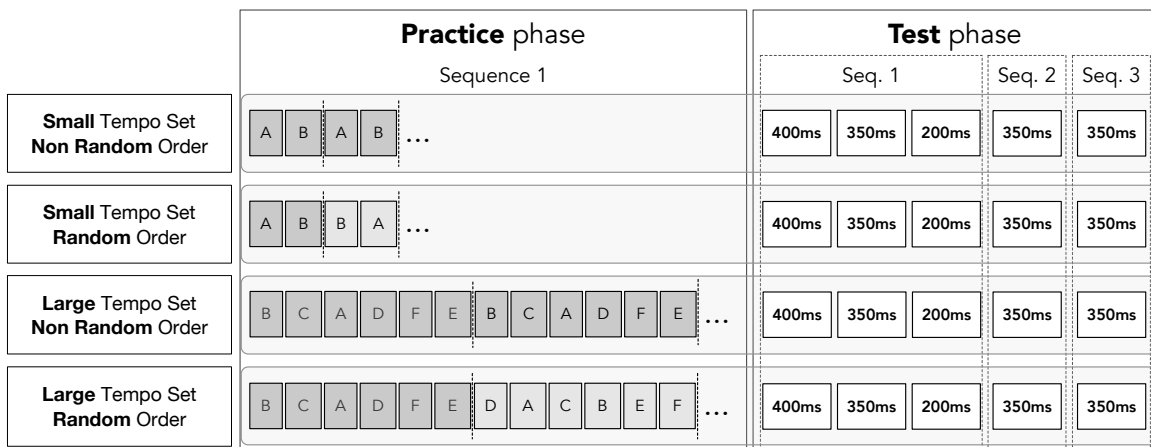 Practice phase
Test phase
Sequence 1
Seq. 1 Seq. 2 Seq. 3
Small Tempo Set
Non Random Order
A B A B ...
400ms 350ms 200ms 350ms 350ms
Small Tempo Set
Random Order
A B B A ...
400ms 350ms 200ms 350ms 350ms
Large Tempo Set
Non Random Order
B C A D F E B C A D F E ...
400ms 350ms 200ms 350ms 350ms
Large Tempo Set
Random Order
B C A D F E D A C B E F ...
400ms 350ms 200ms 350ms 350ms